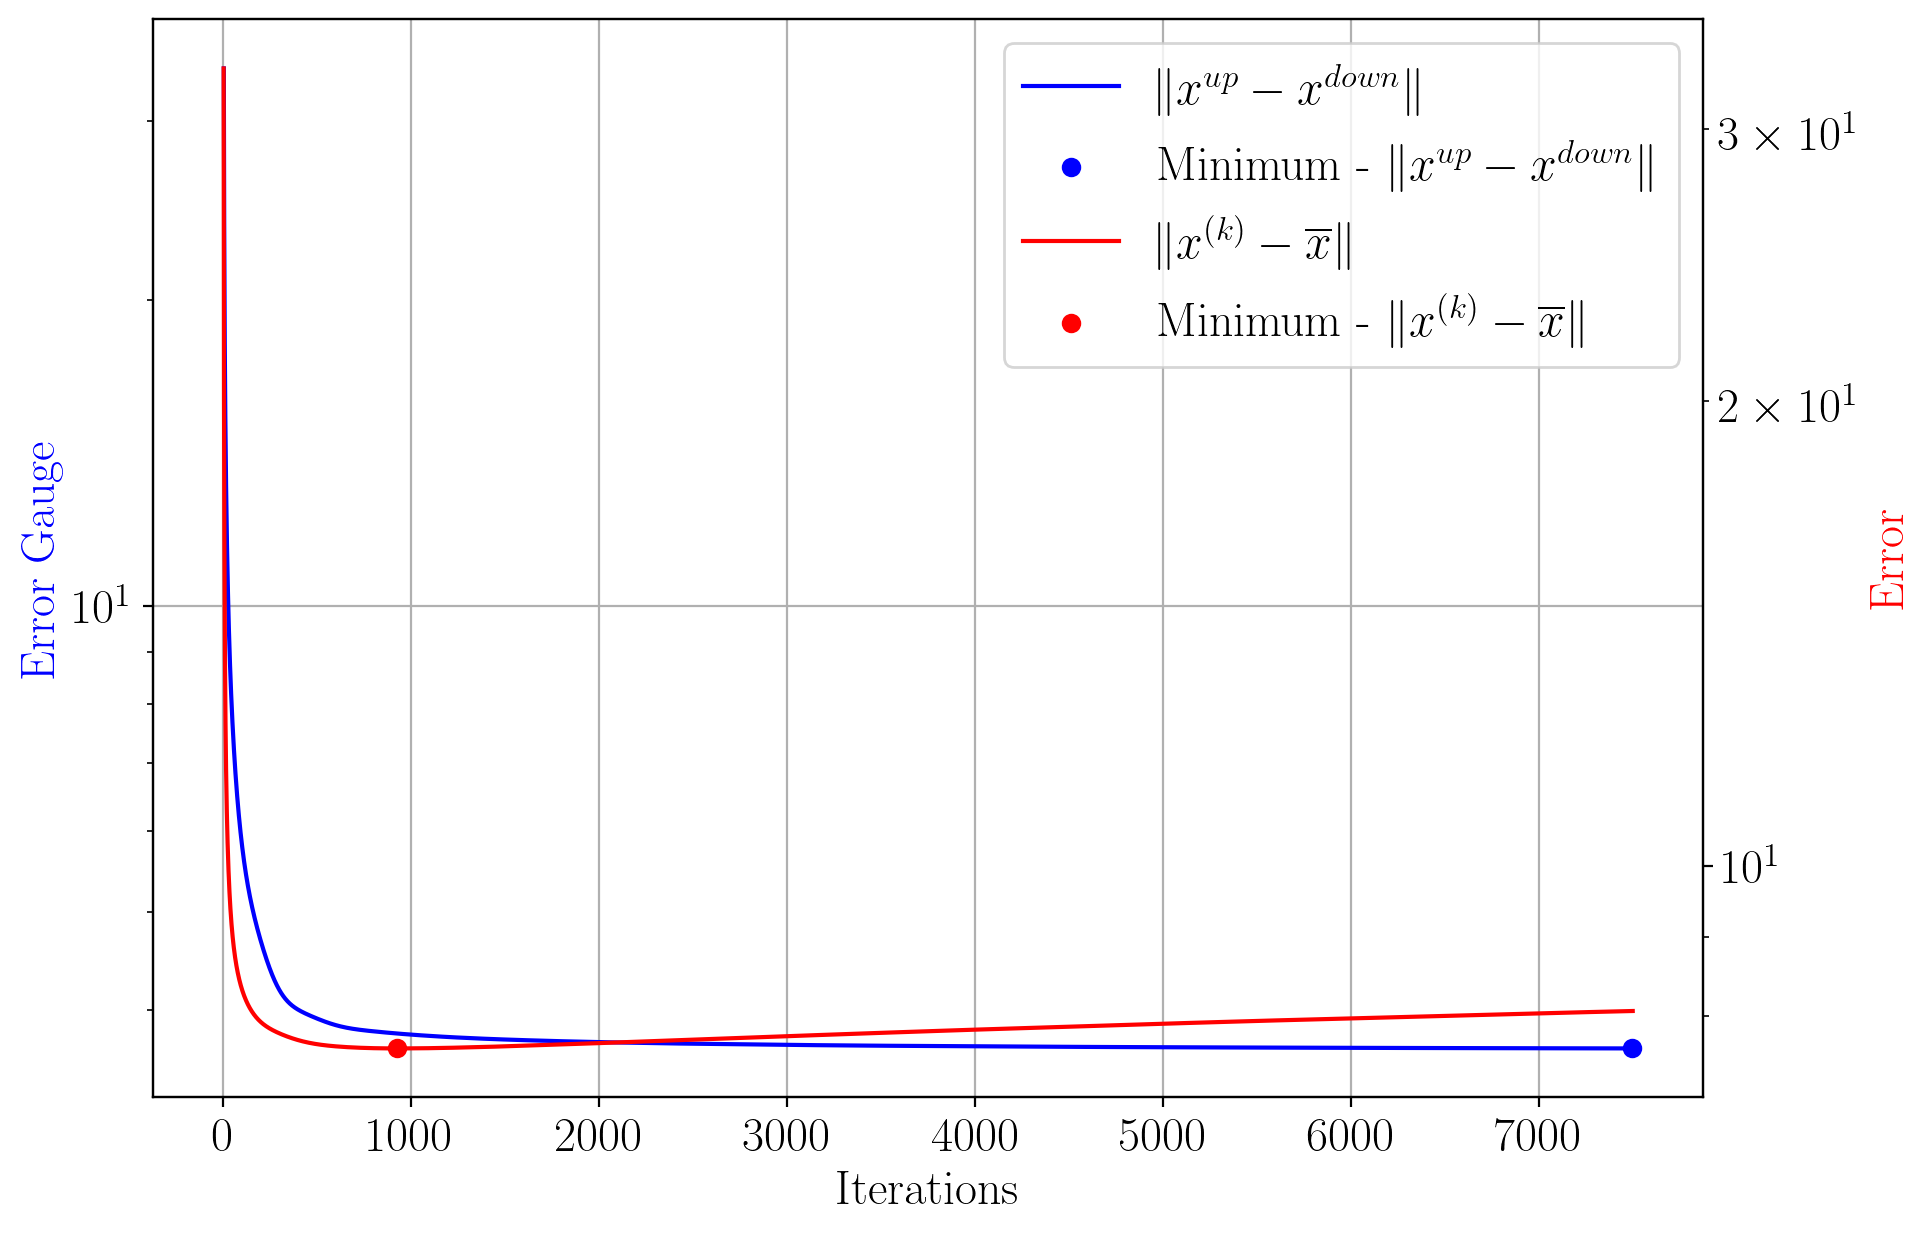 ‖x^{up} − x^{down}‖
Minimum - ‖x^{up} − x^{down}‖
‖x^{(k)} − x̅‖
Minimum - ‖x^{(k)} − x̅‖
Error Gauge
10^1
3 × 10^1
2 × 10^1
10^1
Error
0 1000 2000 3000 4000 5000 6000 7000
Iterations